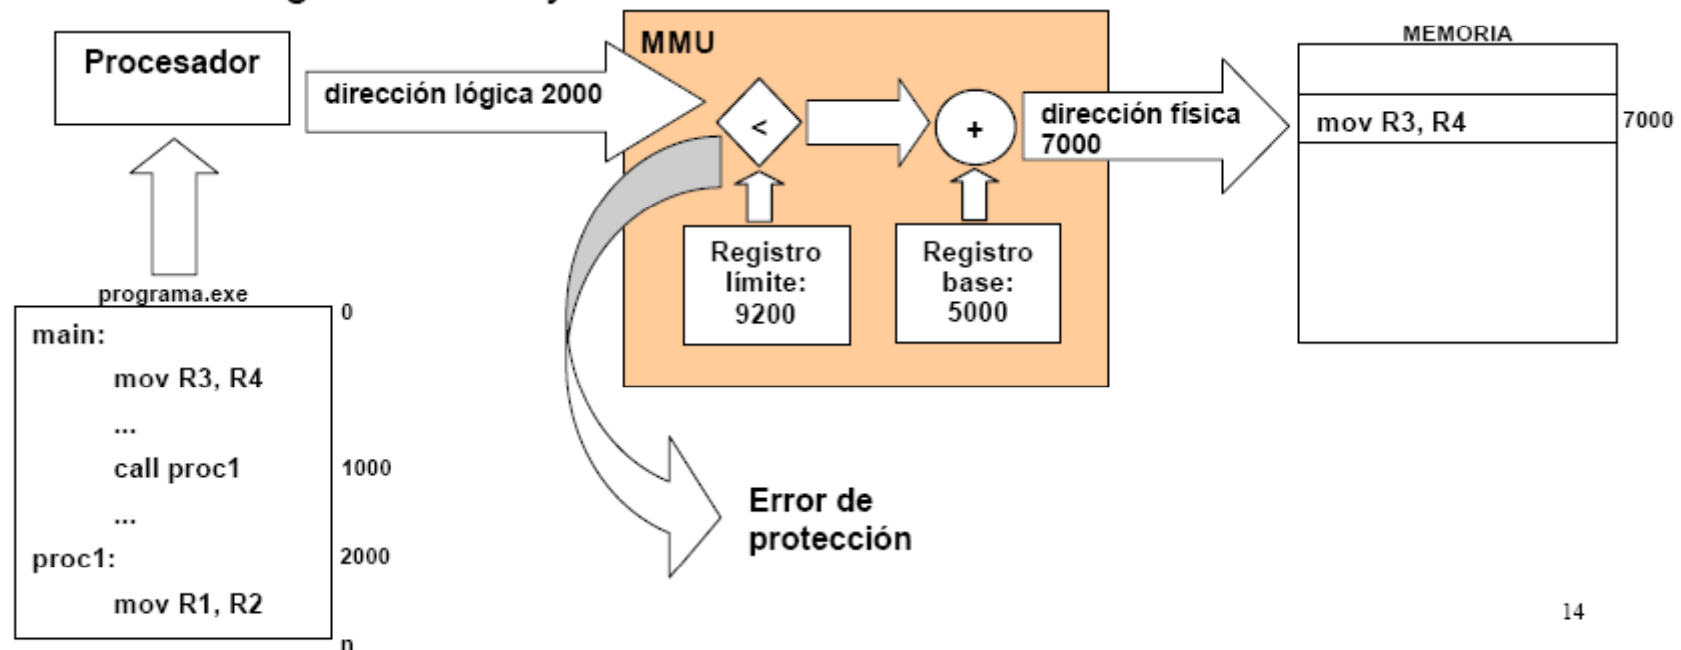 Procesador
dirección lógica 2000
MMU
<
+
dirección física
7000
MEMORIA
mov R3, R4
7000
Registro
límite:
9200
Registro
base:
5000
programa.exe
0
main:
mov R3, R4
...
call proc1
1000
...
proc1:
2000
mov R1, R2
n
Error de
protección
14